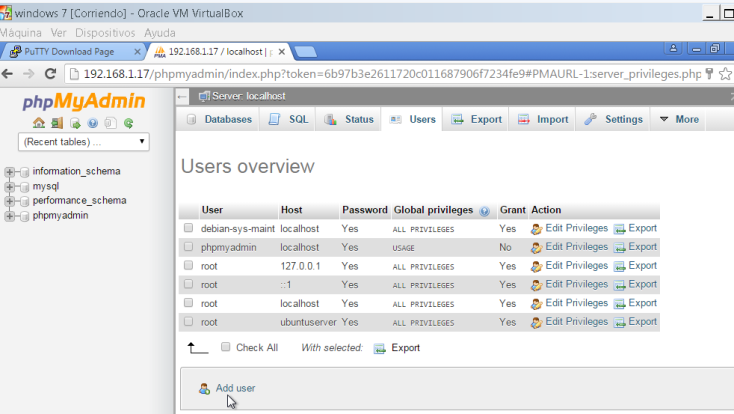 windows 7 [Corriendo] - Oracle VM VirtualBox
Máquina Ver Dispositivos Ayuda
PuTTY Download Page
192.168.1.17 / localhost | p
192.168.1.17/phpmyadmin/index.php?token=6b97b3e2611720c011687906f7234fe9#PMAURL-1:server_privileges.php
phpMyAdmin
(Recent tables) ...
information_schema
mysql
performance_schema
phpmyadmin
Server: localhost
Databases SQL Status Users Export Import Settings More
Users overview
User Host Password Global privileges Grant Action
debian-sys-maint localhost Yes ALL PRIVILEGES Yes Edit Privileges Export
phpmyadmin localhost Yes USAGE No Edit Privileges Export
root 127.0.0.1 Yes ALL PRIVILEGES Yes Edit Privileges Export
root ::1 Yes ALL PRIVILEGES Yes Edit Privileges Export
root localhost Yes ALL PRIVILEGES Yes Edit Privileges Export
root ubuntuserver Yes ALL PRIVILEGES Yes Edit Privileges Export
Check All With selected: Export
Add user